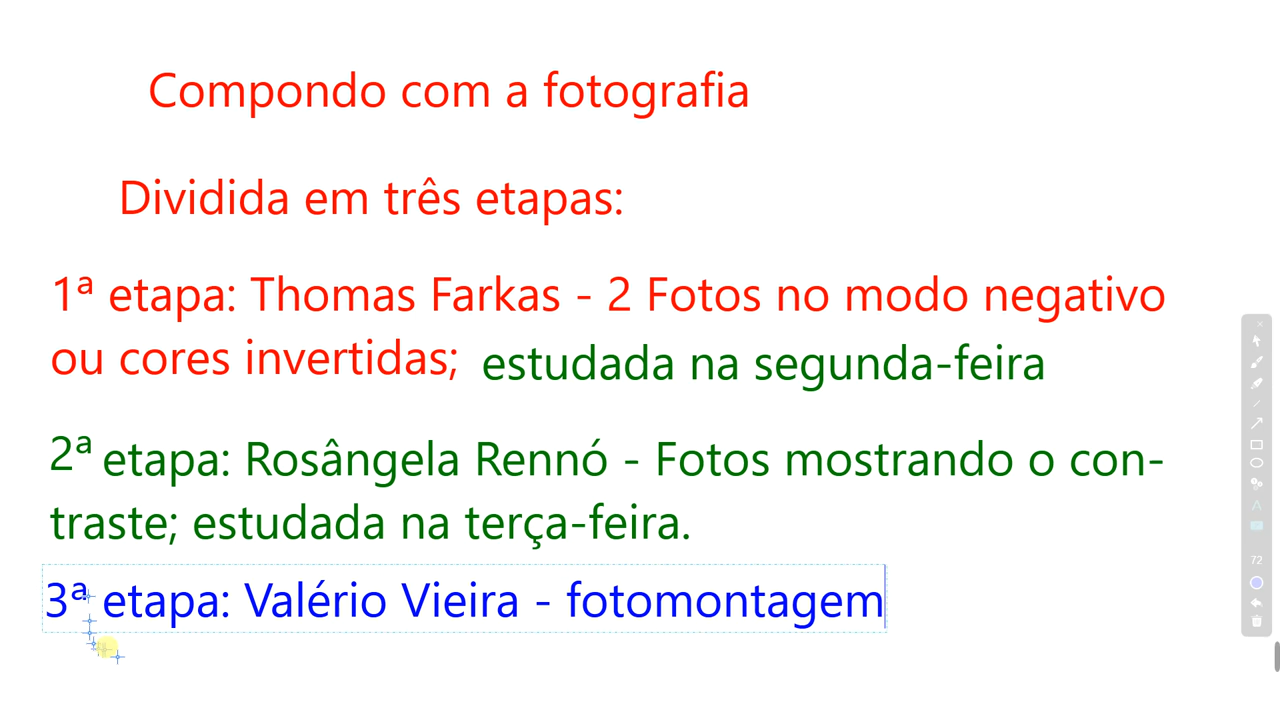 Compondo com a fotografia
Dividida em três etapas:
1ª etapa: Thomas Farkas - 2 Fotos no modo negativo
ou cores invertidas; estudada na segunda-feira
2ª etapa: Rosângela Rennó - Fotos mostrando o con-
traste; estudada na terça-feira.
3ª etapa: Valério Vieira - fotomontagem
A
72